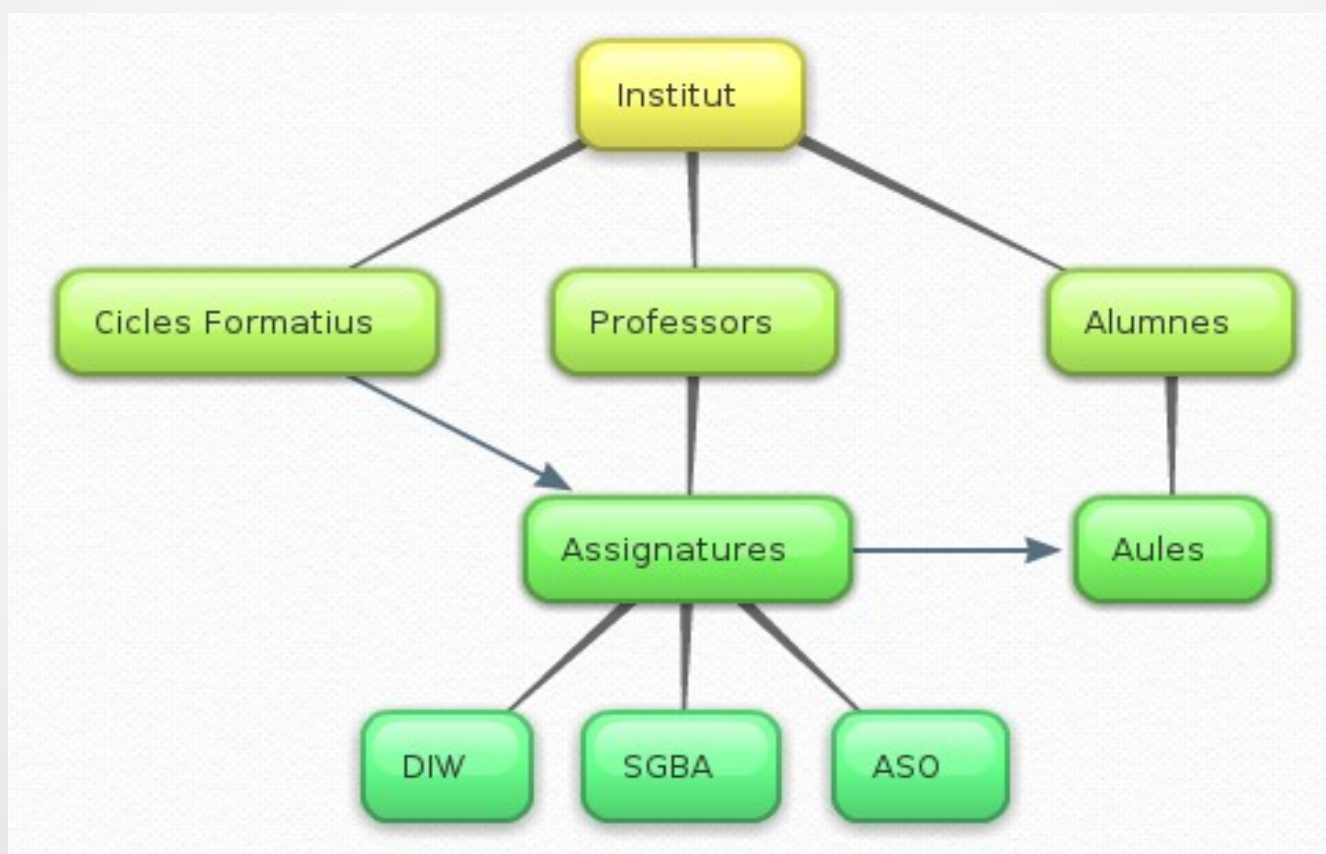 Institut
Cicles Formatius
Professors
Alumnes
Assignatures
Aules
DIW
SGBA
ASO